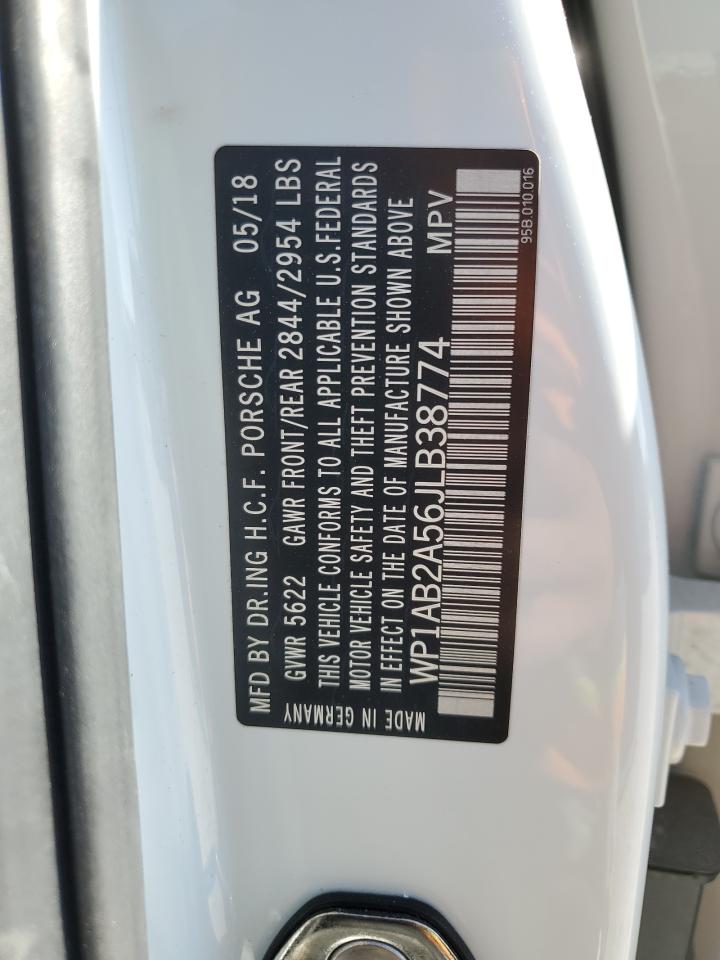 MFD BY DR.ING H.C.F. PORSCHE AG 05/18
GVWR 5622 GAWR FRONT/REAR 2844/2954 LBS
THIS VEHICLE CONFORMS TO ALL APPLICABLE U.S.FEDERAL
MOTOR VEHICLE SAFETY AND THEFT PREVENTION STANDARDS
IN EFFECT ON THE DATE OF MANUFACTURE SHOWN ABOVE
WP1AB2A56JLB38774 MPV
95B.010.016
MADE IN GERMANY